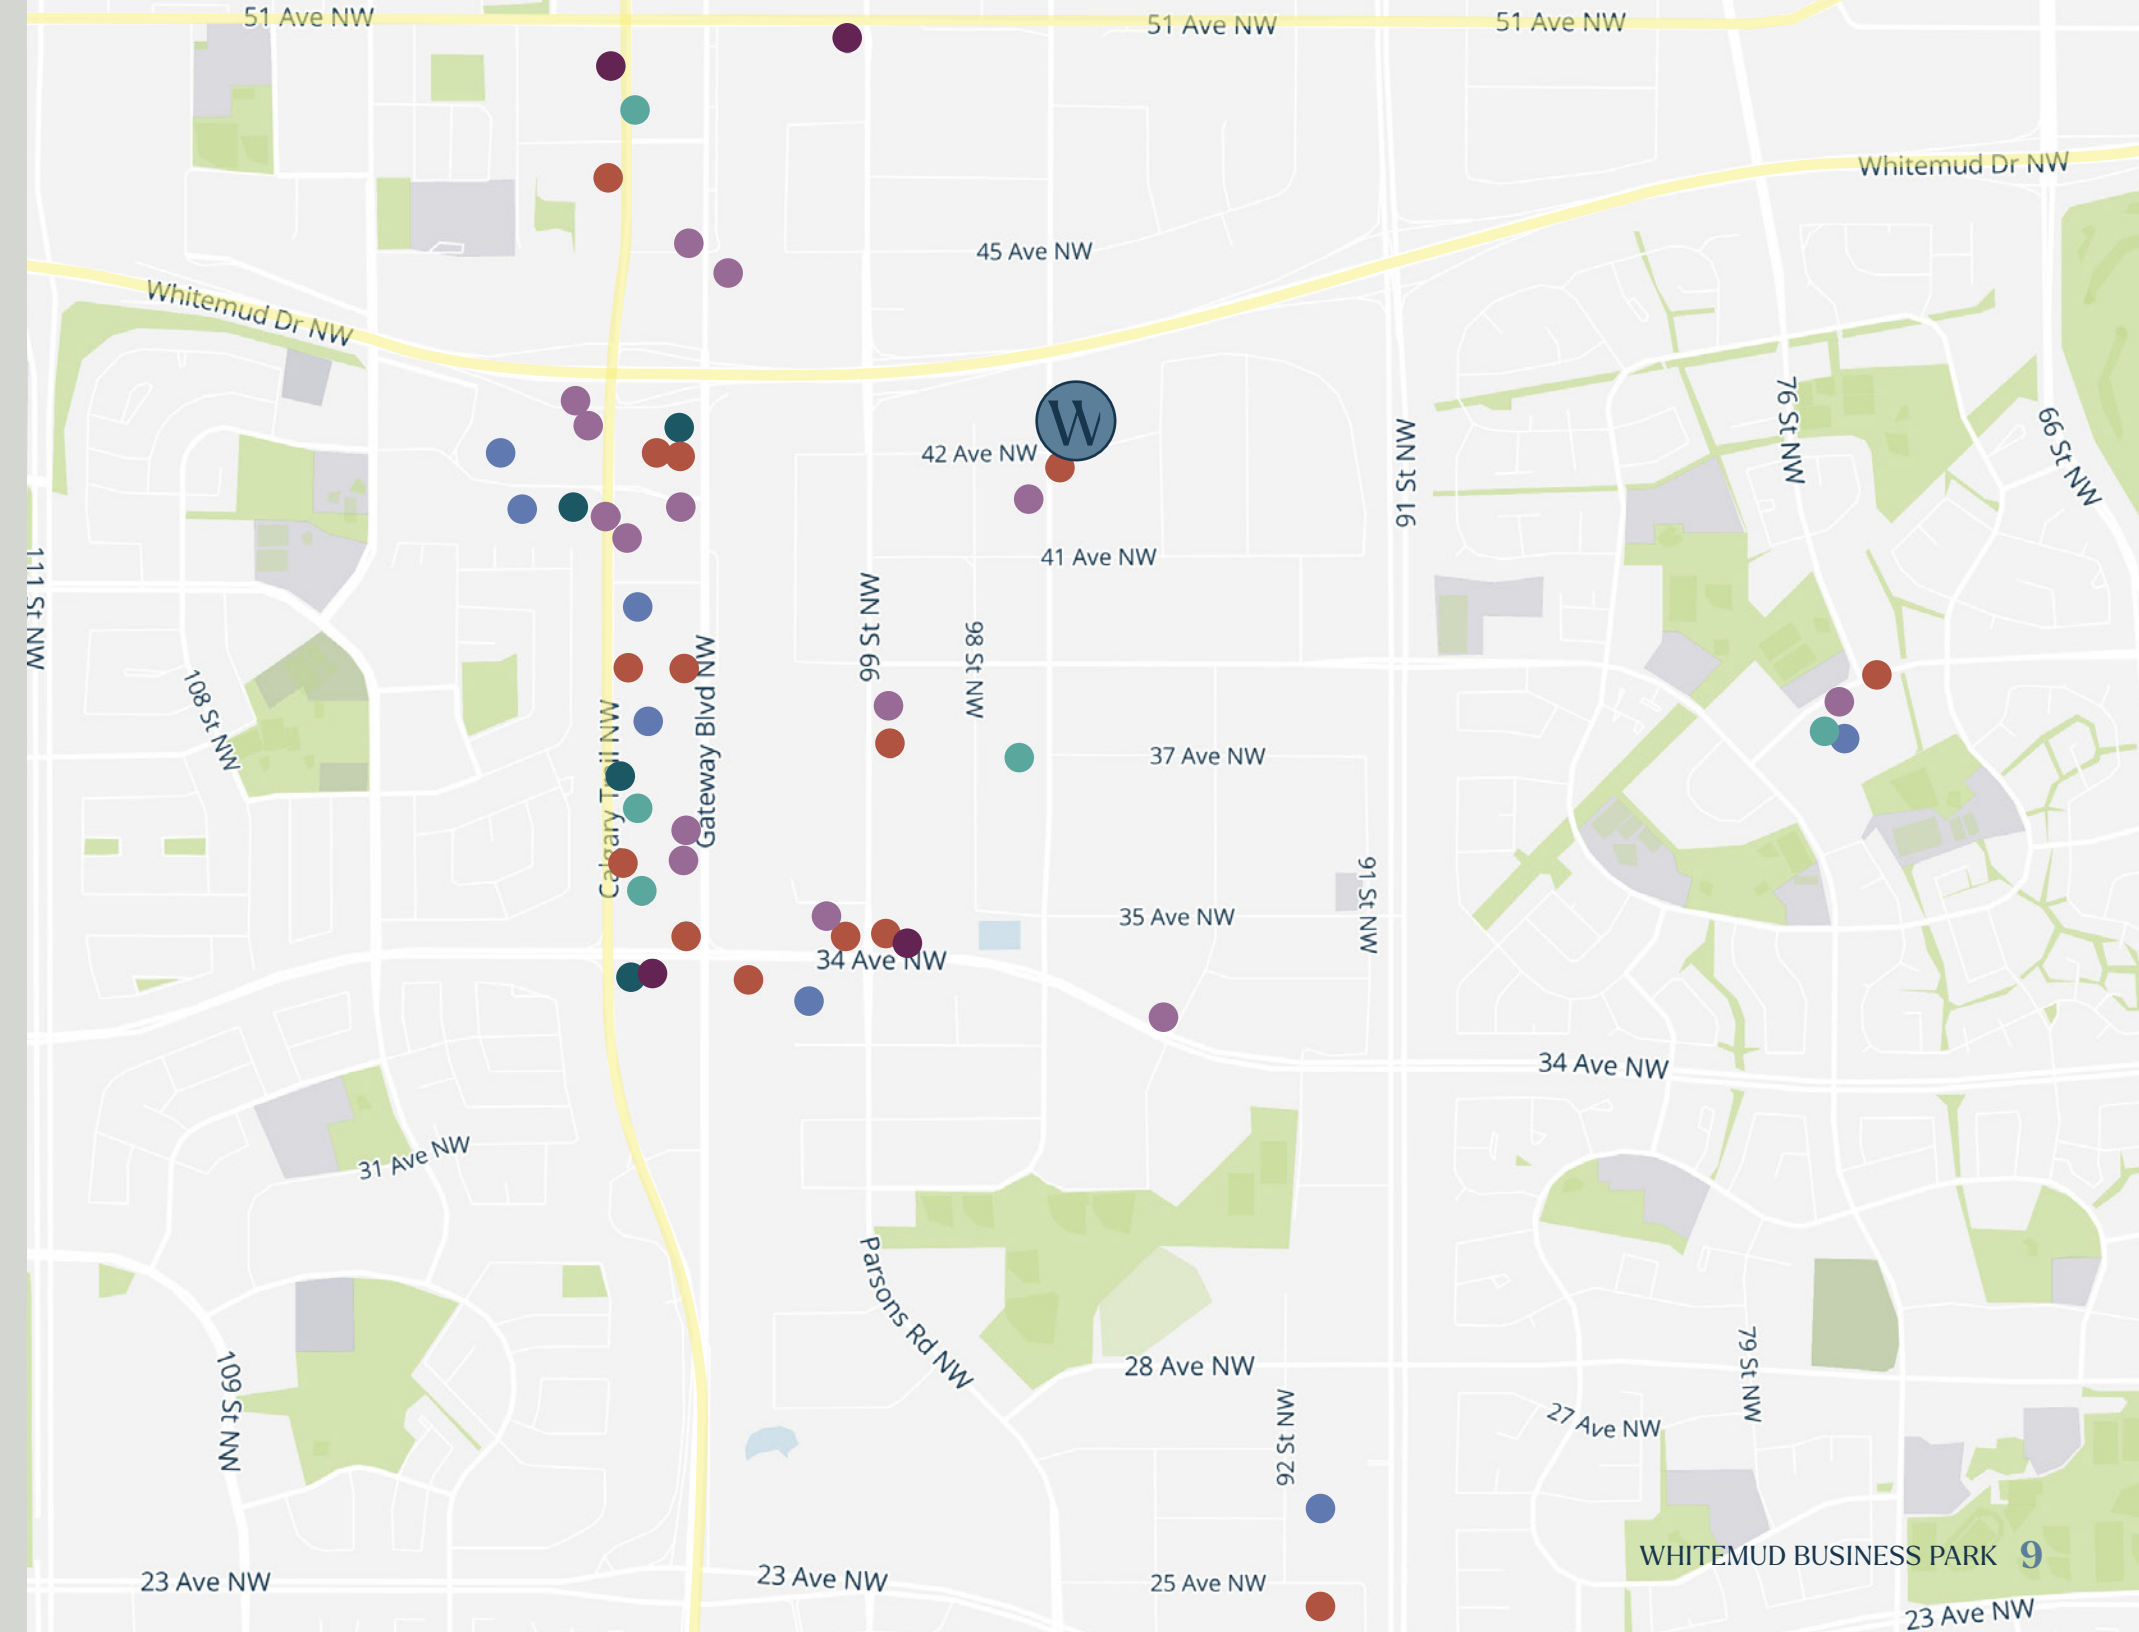 51 Ave NW
51 Ave NW
51 Ave NW
Whitemud Dr NW
45 Ave NW
Whitemud Dr NW
W
42 Ave NW
76 St NW
66 St NW
91 St NW
41 Ave NW
111 St NW
99 St NW
98 St NW
108 St NW
Calgary Trail NW
Gateway Blvd NW
37 Ave NW
35 Ave NW
91 St NW
34 Ave NW
34 Ave NW
31 Ave NW
Parsons Rd NW
28 Ave NW
109 St NW
79 St NW
92 St NW
27 Ave NW
WHITEMUD BUSINESS PARK 9
23 Ave NW
23 Ave NW
25 Ave NW
23 Ave NW